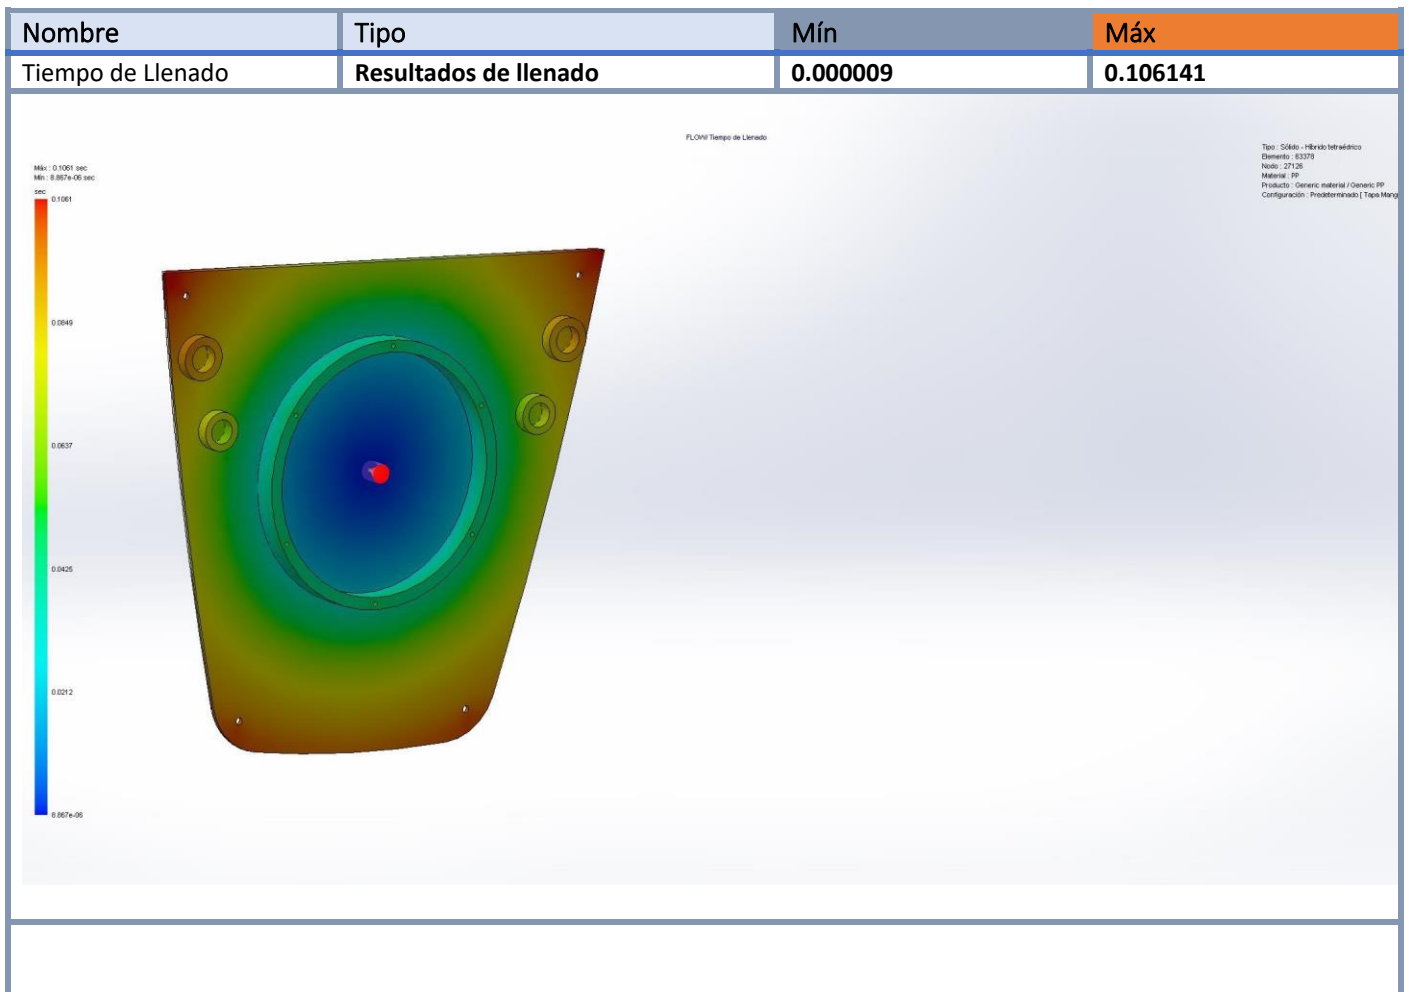 Nombre Tipo Mín Máx
Tiempo de Llenado Resultados de llenado 0.000009 0.106141
FLOW/Tiempo de Llenado
Tipo : Sólido - Híbrido tetraédrico
Elemento : 63378
Nodo : 27126
Material : PP
Producto : Generic material / Generic PP
Configuración : Predeterminado [ Tapa Mang
Máx : 0.1061 sec
Mín : 8.867e-06 sec
sec
0.1061
0.0849
0.0637
0.0425
0.0212
8.867e-06